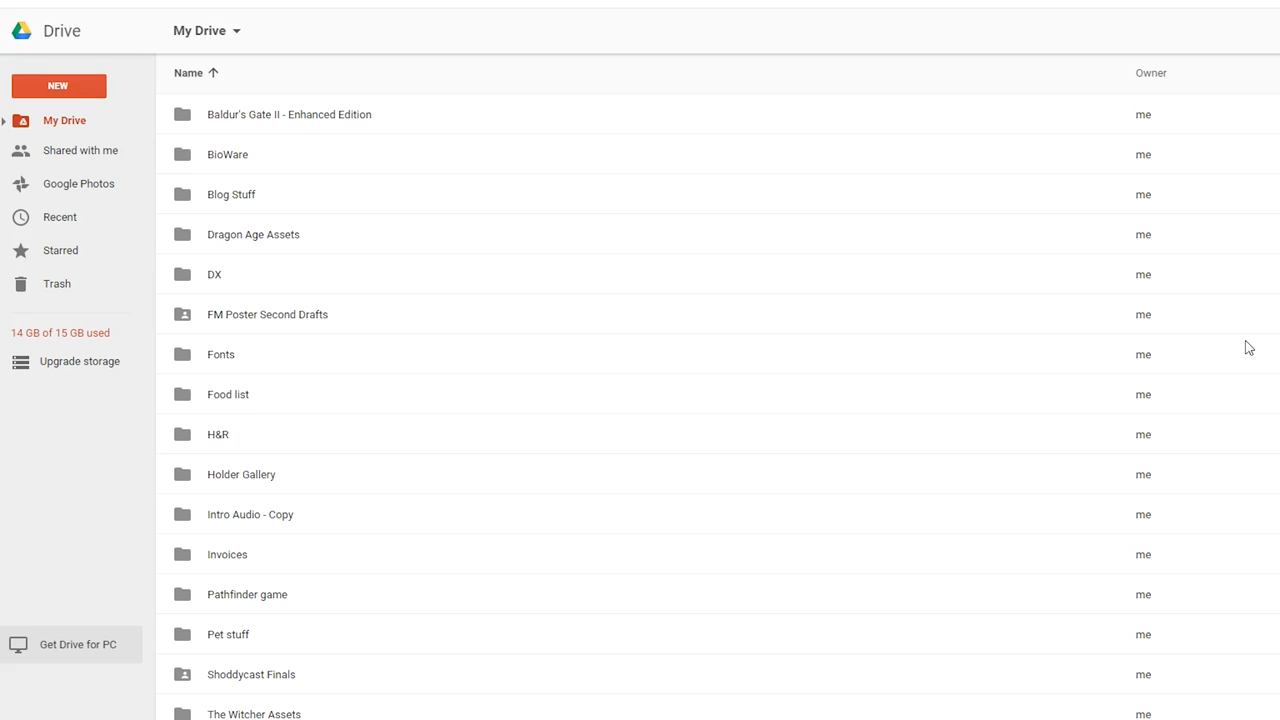 Drive
My Drive
NEW
My Drive
Shared with me
Google Photos
Recent
Starred
Trash
14 GB of 15 GB used
Upgrade storage
Get Drive for PC
Name Owner
Baldur's Gate II - Enhanced Edition me
BioWare me
Blog Stuff me
Dragon Age Assets me
DX me
FM Poster Second Drafts me
Fonts me
Food list me
H&R me
Holder Gallery me
Intro Audio - Copy me
Invoices me
Pathfinder game me
Pet stuff me
Shoddycast Finals me
The Witcher Assets me